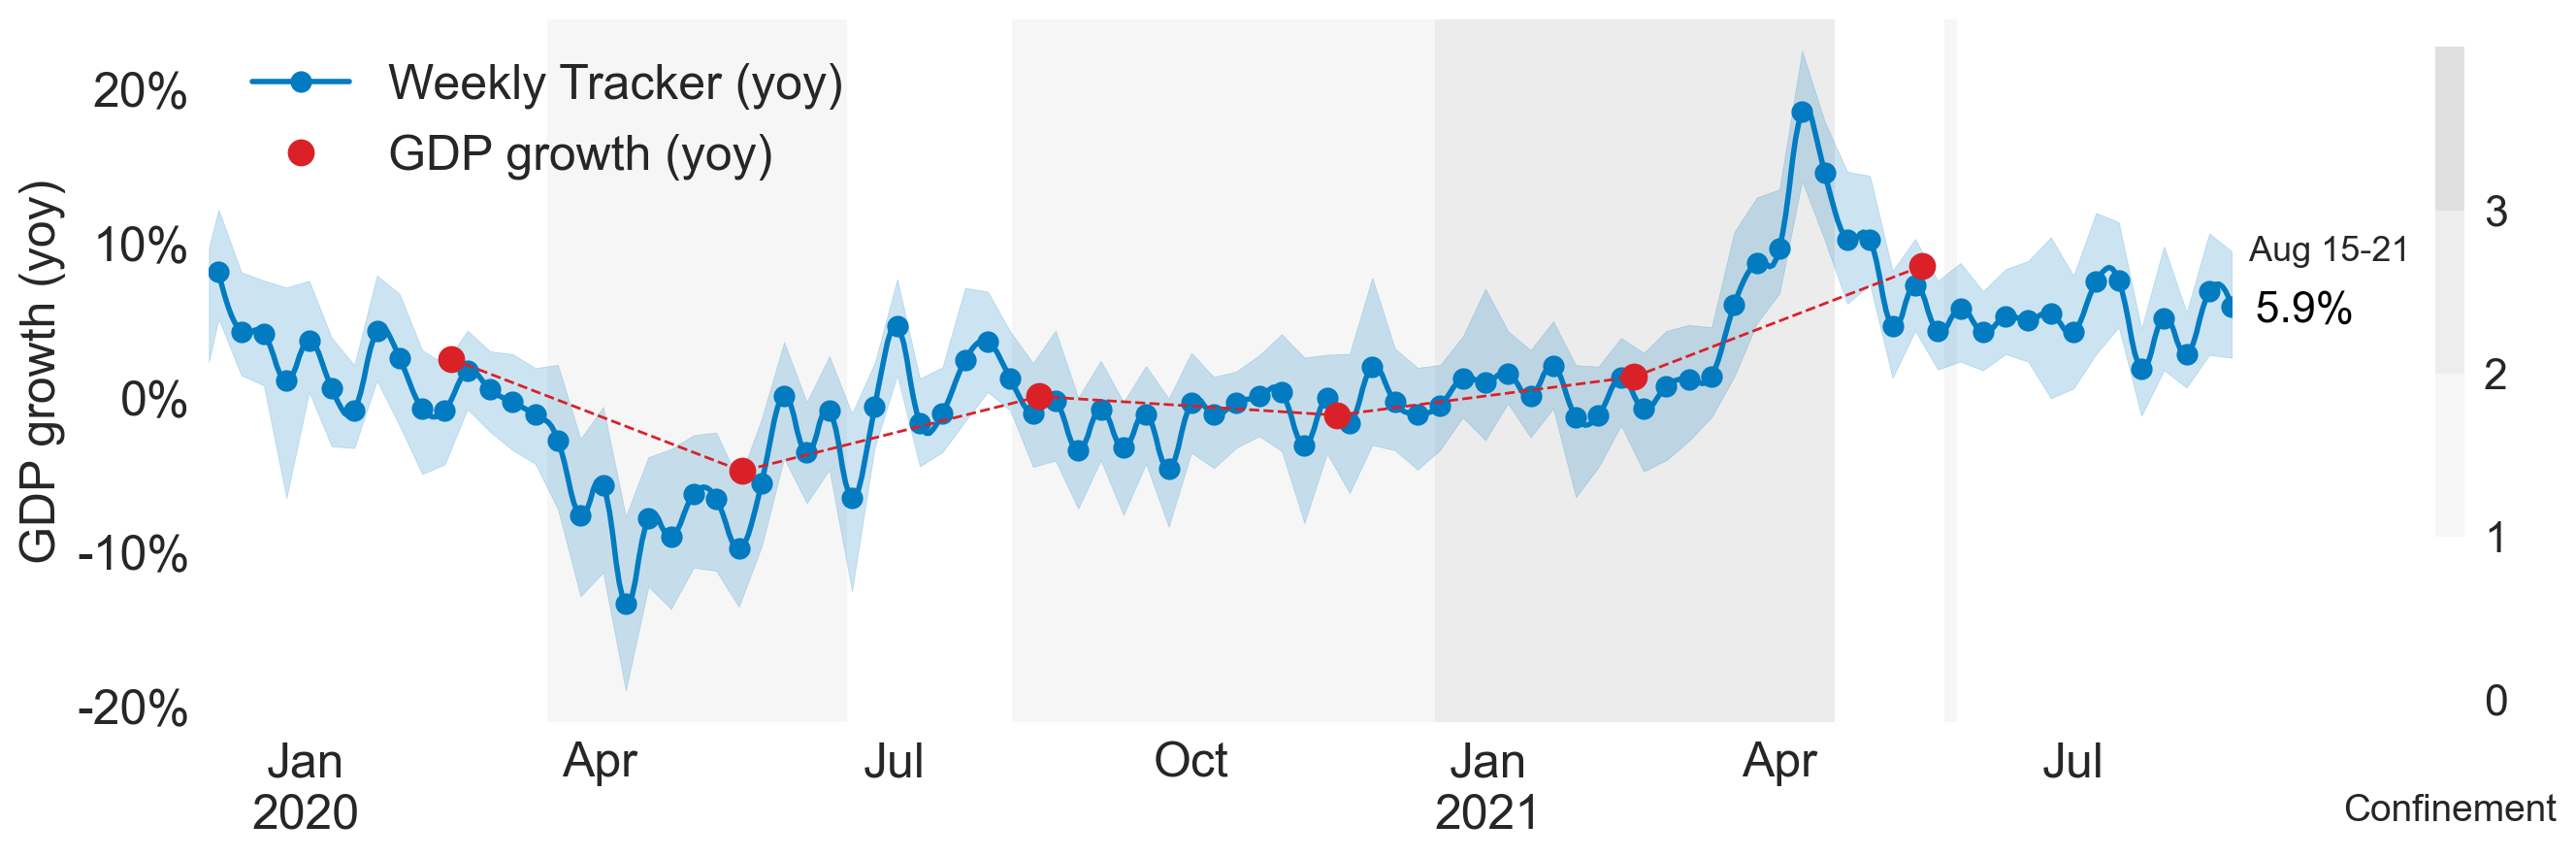 Weekly Tracker (yoy)
GDP growth (yoy)
GDP growth (yoy)
20%
10%
0%
-10%
-20%
Jan
2020
Apr
Jul
Oct
Jan
2021
Apr
Jul
Aug 15-21
5.9%
3
2
1
0
Confinement